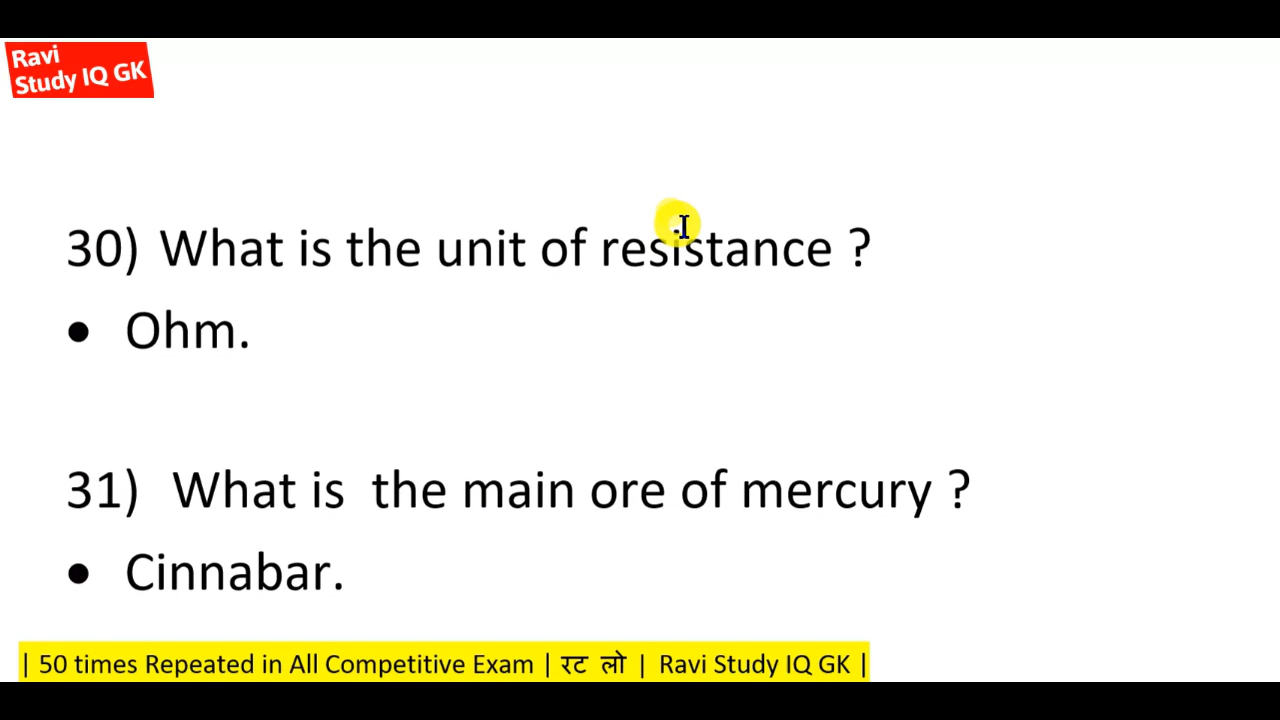 Ravi
Study IQ GK
30) What is the unit of resistance ?
• Ohm.
31) What is the main ore of mercury ?
• Cinnabar.
| 50 times Repeated in All Competitive Exam | रट लो | Ravi Study IQ GK |